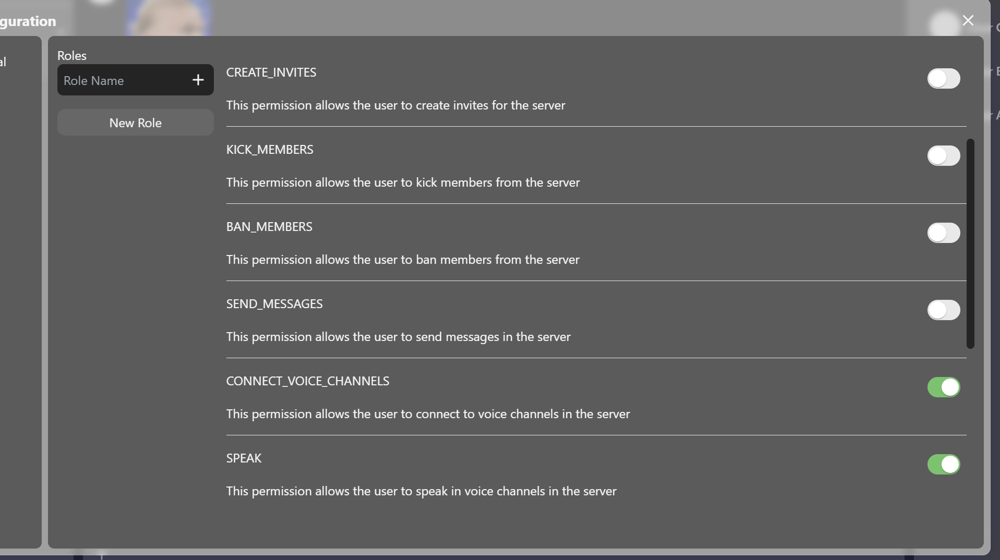 guration
al
Roles
Role Name
New Role
CREATE_INVITES
This permission allows the user to create invites for the server
KICK_MEMBERS
This permission allows the user to kick members from the server
BAN_MEMBERS
This permission allows the user to ban members from the server
SEND_MESSAGES
This permission allows the user to send messages in the server
CONNECT_VOICE_CHANNELS
This permission allows the user to connect to voice channels in the server
SPEAK
This permission allows the user to speak in voice channels in the server